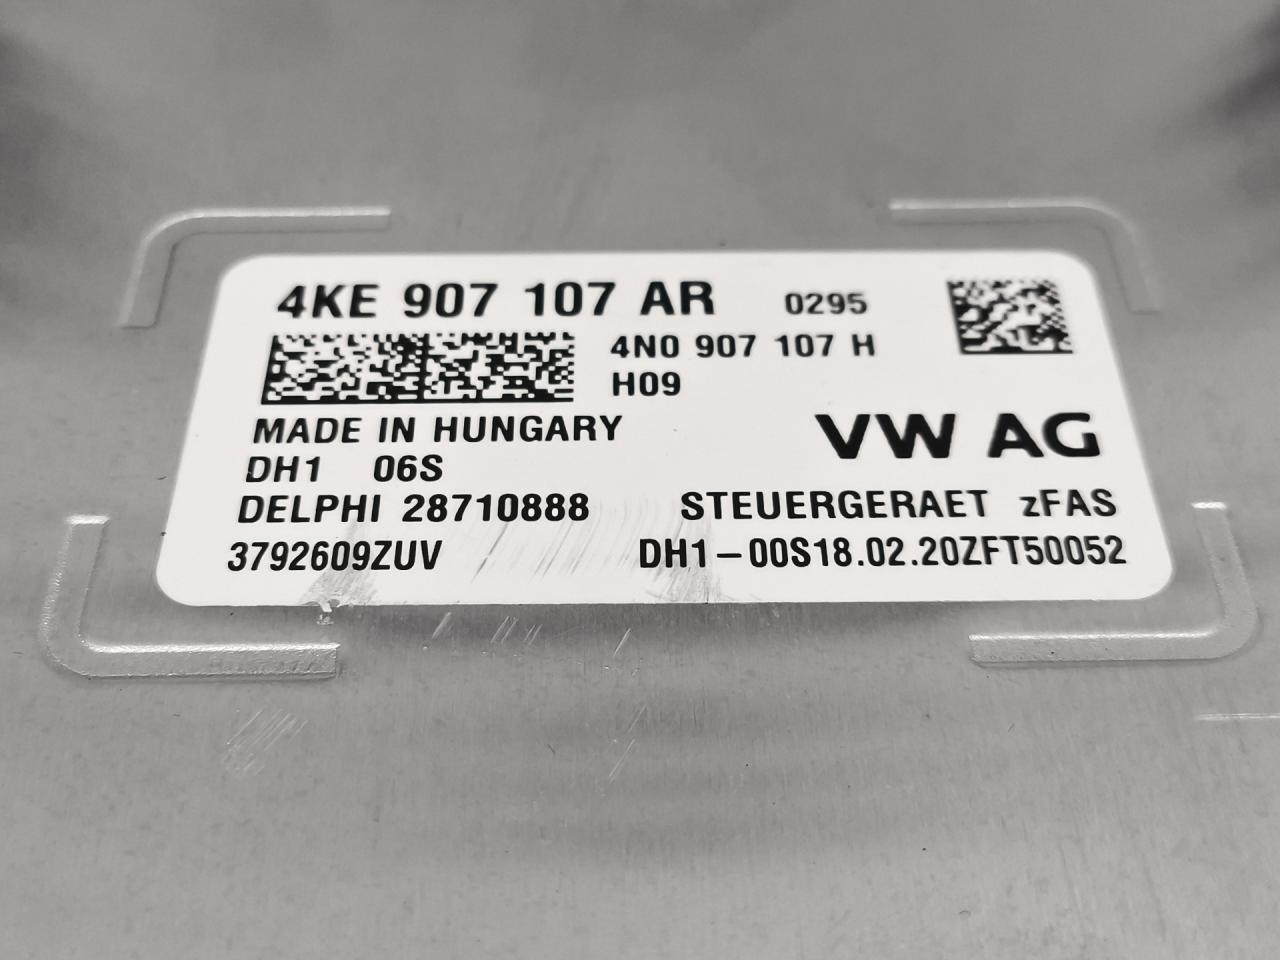 4KE 907 107 AR 0295
4N0 907 107 H
H09
MADE IN HUNGARY
VW AG
DH1 06S
DELPHI 28710888 STEUERGERAET zFAS
3792609ZUV DH1-00S18.02.20ZFT50052